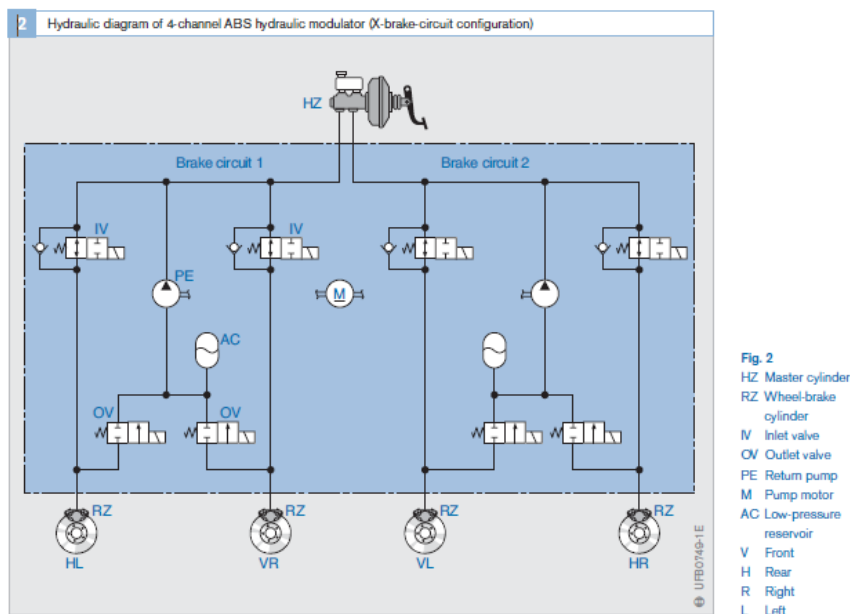 2 Hydraulic diagram of 4-channel ABS hydraulic modulator (X-brake-circuit configuration)
HZ
Brake circuit 1 Brake circuit 2
IV IV
PE
M
AC
OV OV
RZ RZ RZ RZ
HL VR VL HR
UFB0749-1E
Fig. 2
HZ Master cylinder
RZ Wheel-brake
cylinder
IV Inlet valve
OV Outlet valve
PE Return pump
M Pump motor
AC Low-pressure
reservoir
V Front
H Rear
R Right
L Left